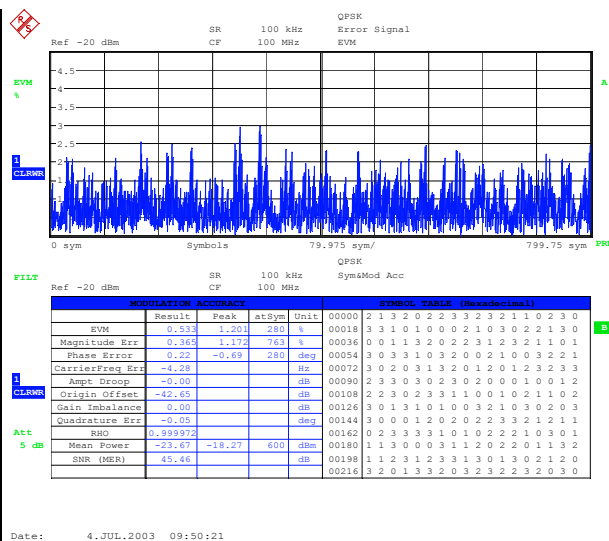 R S
QPSK
SR 100 kHz Error Signal
Ref -20 dBm CF 100 MHz EVM
4.5
4
3.5
3
2.5
2
1.5
1
EVM
%
A
1
CLRWR
0 sym Symbols 79.975 sym/ 799.75 sym
PRN
QPSK
FILT
SR 100 kHz Sym&Mod Acc
Ref -20 dBm CF 100 MHz
MODULATION ACCURACY SYMBOL TABLE (Hexadecimal)
Result Peak atSym Unit 00000 2 1 3 2 0 2 2 3 3 2 3 2 1 1 0 2 3 0
EVM 0.533 1.201 280 % 00018 3 3 1 0 1 0 0 0 2 1 0 3 0 2 2 1 3 0
Magnitude Err 0.365 1.172 763 % 00036 0 0 1 1 3 2 0 2 2 3 1 2 3 2 1 1 0 1
Phase Error 0.22 -0.69 280 deg 00054 3 0 3 3 1 0 3 2 0 0 2 1 0 0 3 2 2 1
CarrierFreq Err -4.28 Hz 00072 3 0 2 0 3 1 3 2 0 1 2 0 1 2 3 2 3 3
Ampt Droop -0.00 dB 00090 2 3 3 0 3 0 2 0 2 0 0 0 0 1 0 0 1 2
Origin Offset -42.65 dB 00108 2 2 3 0 2 3 3 1 1 0 0 1 0 2 1 1 0 2
Gain Imbalance 0.00 dB 00126 3 0 1 3 1 0 1 0 0 3 2 1 0 3 0 2 0 3
Quadrature Err -0.05 deg 00144 3 0 0 0 1 2 0 2 0 2 2 3 3 2 1 2 1 1
RHO 0.999972 00162 0 2 3 3 3 3 1 0 1 0 2 2 2 1 0 3 0 1
Mean Power -23.67 -18.27 600 dBm 00180 1 1 3 0 0 0 3 1 1 2 0 2 2 0 1 1 3 2
SNR (MER) 45.46 dB 00198 1 1 2 3 1 2 3 3 1 3 0 1 3 0 2 1 2 0
00216 3 2 0 1 3 3 2 0 3 2 3 2 2 3 2 0 3 0
B
1
CLRWR
Att
5 dB
Date: 4.JUL.2003 09:50:21